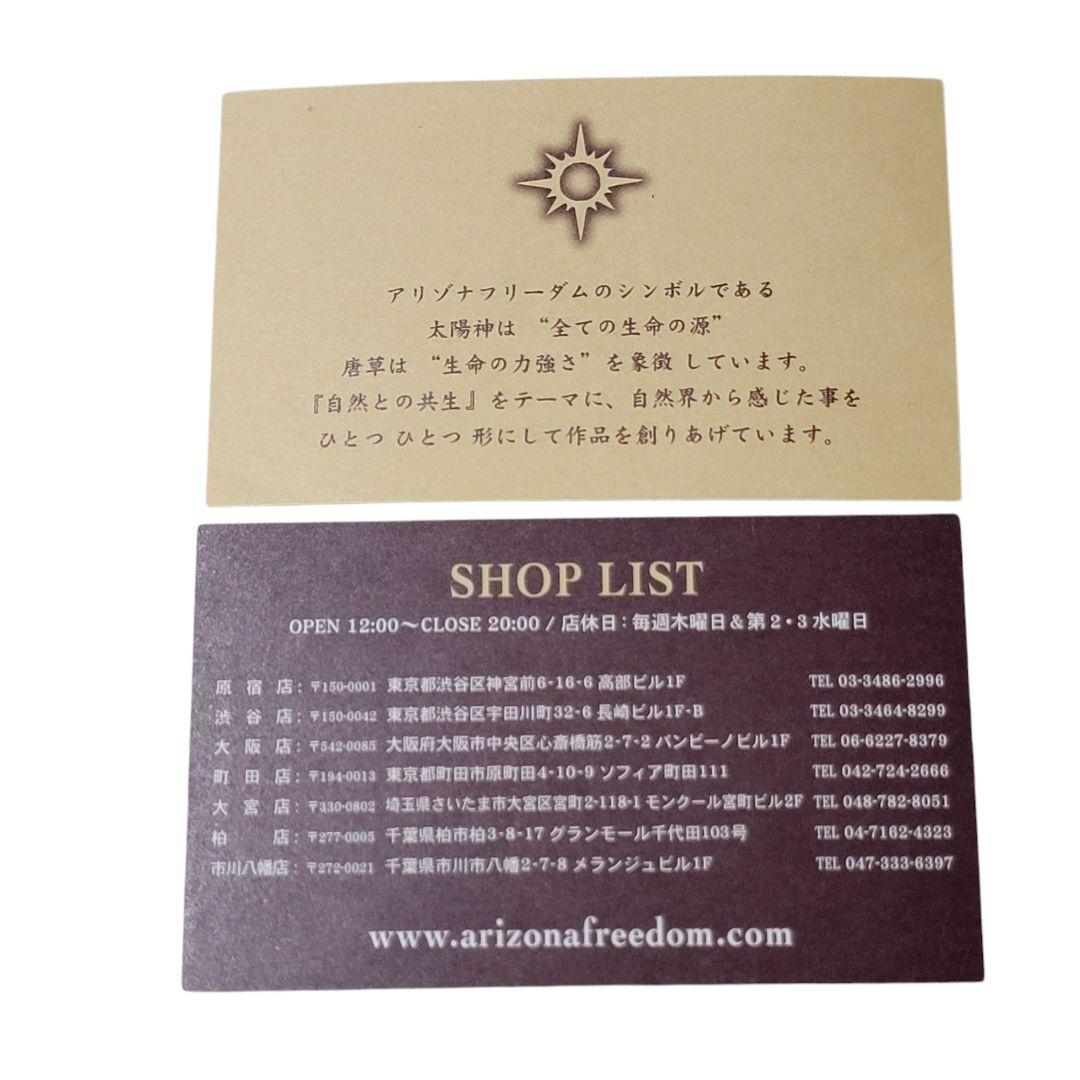 アリゾナフリーダムのシンボルである
太陽神は “全ての生命の源”
唐草は “生命の力強さ” を象徴 しています。
『自然との共生』をテーマに、自然界から感じた事を
ひとつ ひとつ 形にして作品を創りあげています。
SHOP LIST
OPEN 12:00〜CLOSE 20:00 / 店休日：毎週木曜日＆第2・3水曜日
原宿店：〒150-0001 東京都渋谷区神宮前6-16-6 高部ビル1F TEL 03-3486-2996
渋谷店：〒150-0042 東京都渋谷区宇田川町32-6 長崎ビル1F-B TEL 03-3464-8299
大阪店：〒542-0085 大阪府大阪市中央区心斎橋筋2-7-2 バンビーノビル1F TEL 06-6227-8379
町田店：〒194-0013 東京都町田市原町田4-10-9 ソフィア町田111 TEL 042-724-2666
大宮店：〒330-0802 埼玉県さいたま市大宮区宮町2-118-1 モンクール宮町ビル2F TEL 048-782-8051
柏店：〒277-0005 千葉県柏市柏3-8-17 グランモール千代田103号 TEL 04-7162-4323
市川八幡店：〒272-0021 千葉県市川市八幡2-7-8 メランジュビル1F TEL 047-333-6397
www.arizonafreedom.com